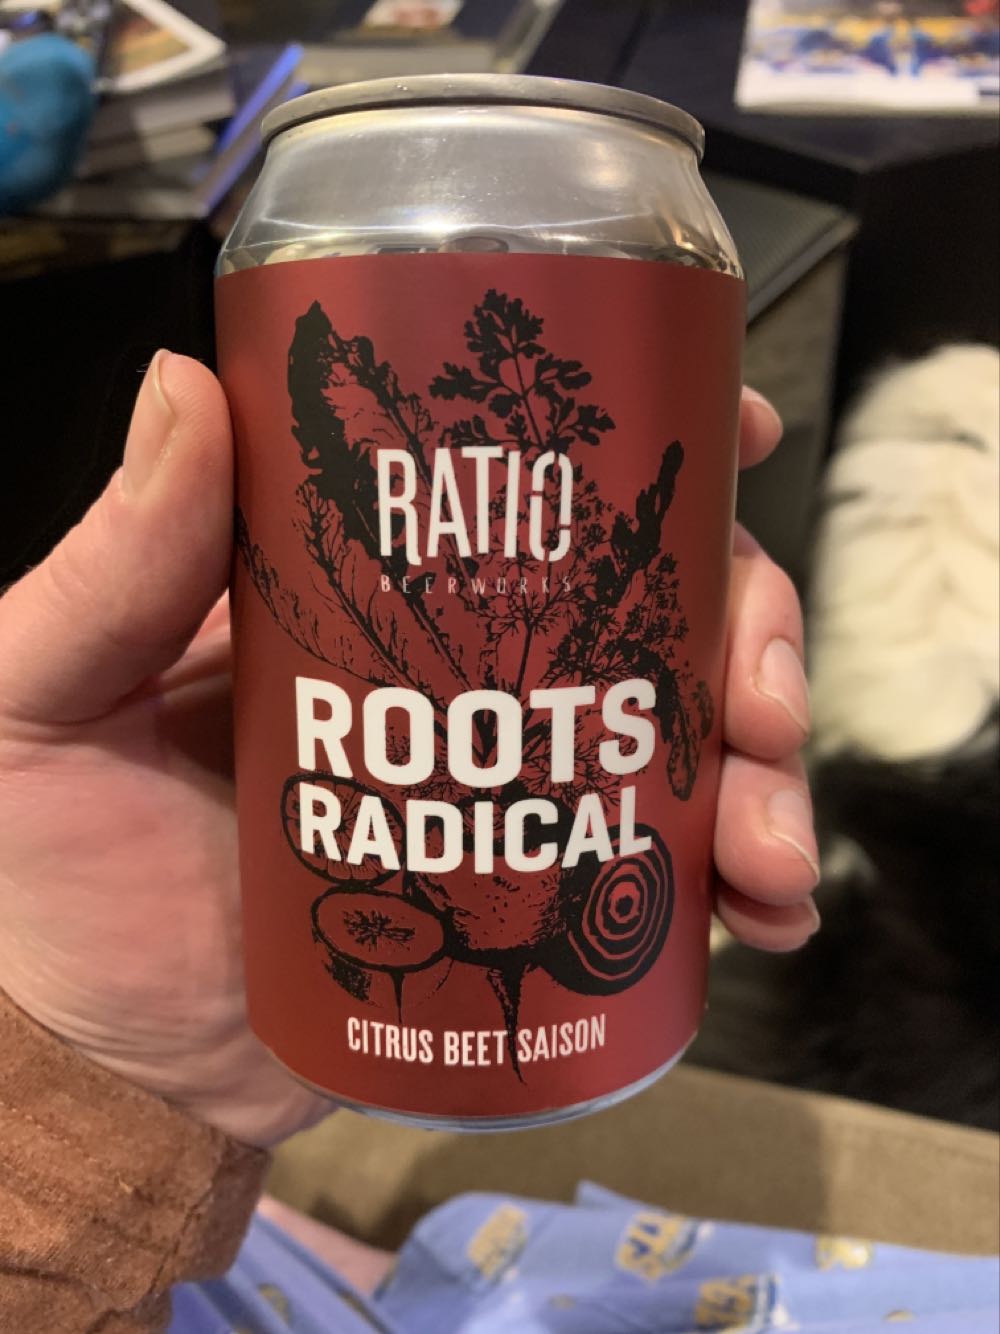 RATIO
BEERWORKS
ROOTS
RADICAL
CITRUS BEET SAISON